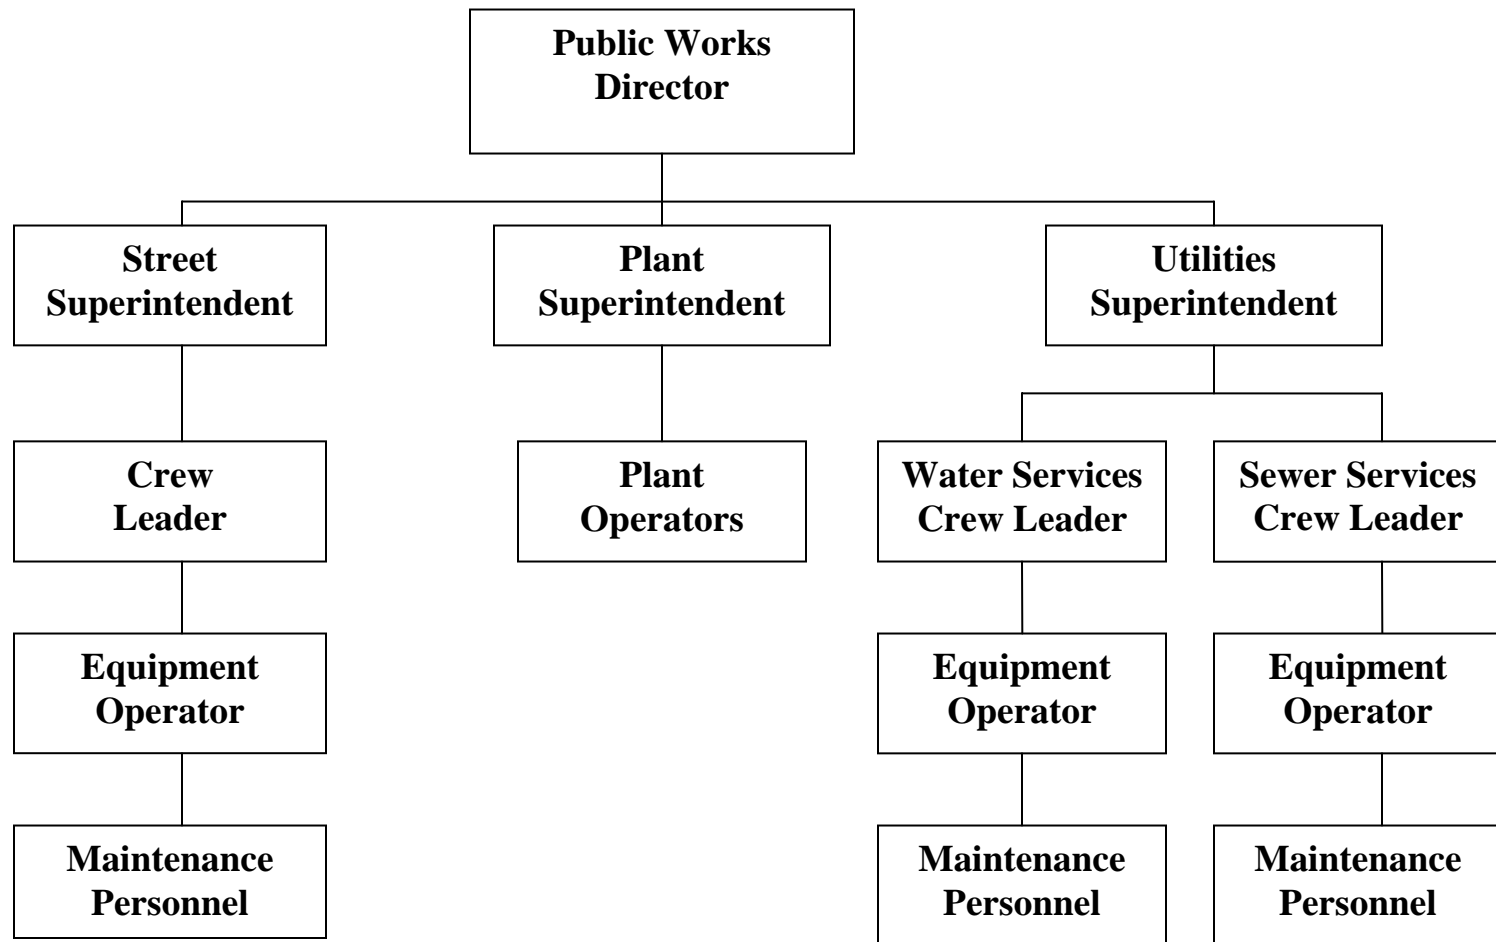 Public Works
Director
Street
Superintendent
Plant
Superintendent
Utilities
Superintendent
Crew
Leader
Plant
Operators
Water Services
Crew Leader
Sewer Services
Crew Leader
Equipment
Operator
Equipment
Operator
Equipment
Operator
Maintenance
Personnel
Maintenance
Personnel
Maintenance
Personnel